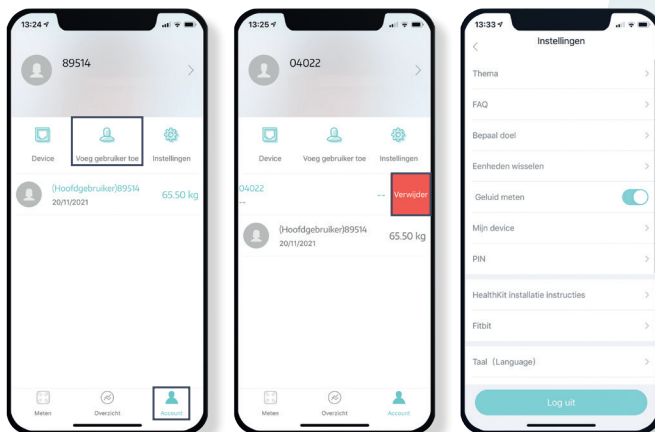 13:24
89514
Device
Voeg gebruiker toe
Instellingen
(Hoofdgebruiker)89514
65.50 kg
20/11/2021
Meten
Overzicht
Account
13:25
04022
Device
Voeg gebruiker toe
Instellingen
04022
--
Verwijder
--
(Hoofdgebruiker)89514
65.50 kg
20/11/2021
Meten
Overzicht
Account
13:33
Instellingen
Thema
FAQ
Bepaal doel
Eenheden wisselen
Geluid meten
Mijn device
PIN
HealthKit installatie instructies
Fitbit
Taal (Language)
Log uit